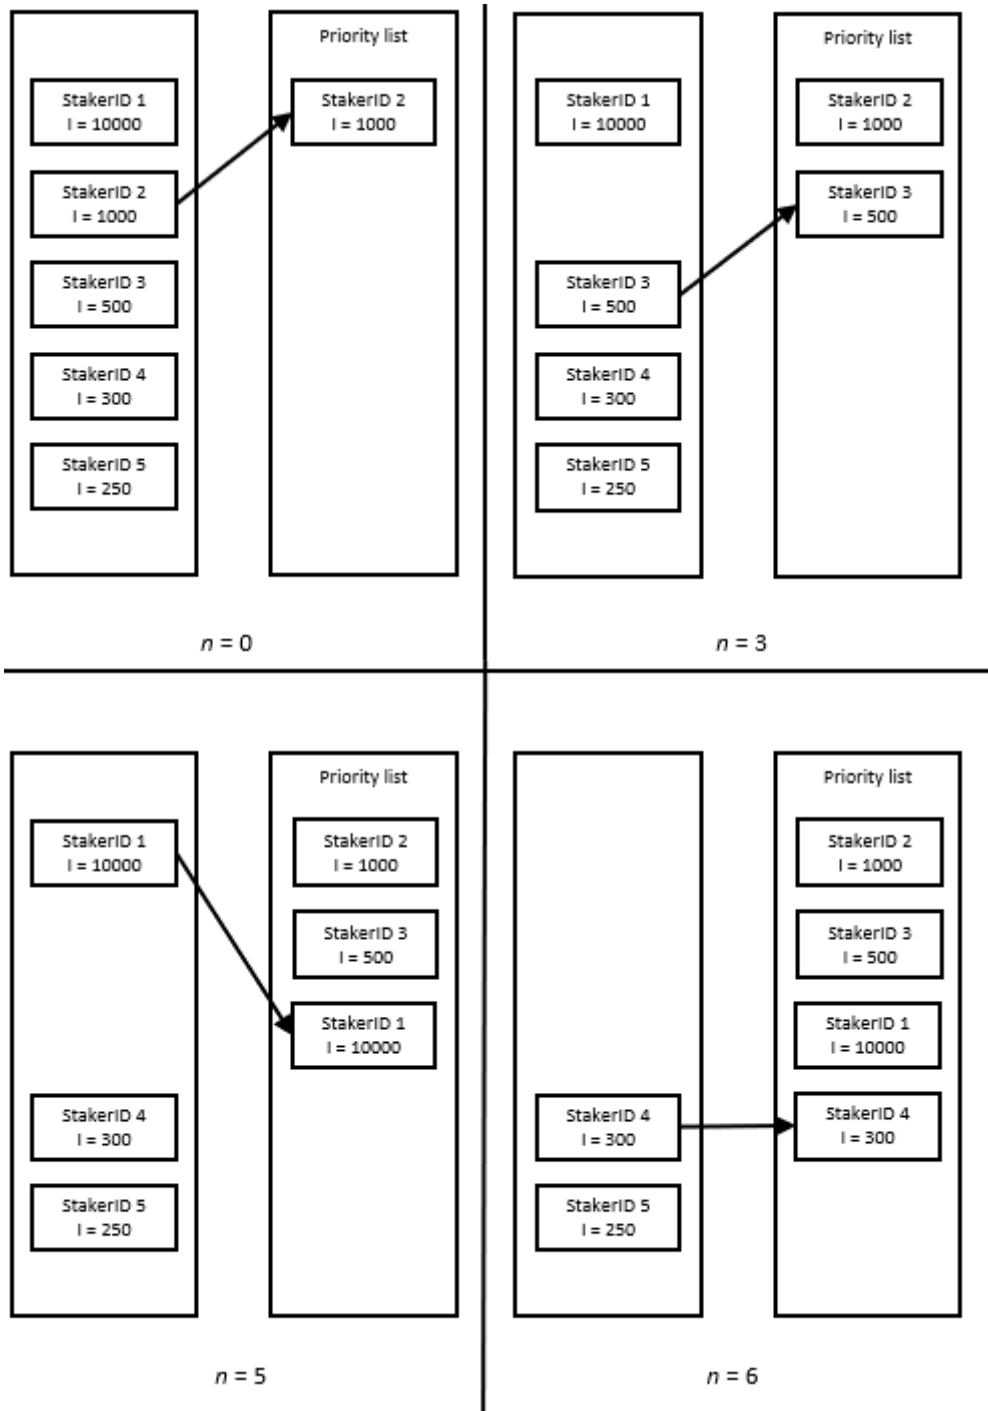 StakerID 1
I = 10000
StakerID 2
I = 1000
StakerID 3
I = 500
StakerID 4
I = 300
StakerID 5
I = 250
Priority list
StakerID 2
I = 1000
n = 0
StakerID 1
I = 10000
StakerID 3
I = 500
StakerID 4
I = 300
StakerID 5
I = 250
Priority list
StakerID 2
I = 1000
StakerID 3
I = 500
n = 3
StakerID 1
I = 10000
StakerID 4
I = 300
StakerID 5
I = 250
Priority list
StakerID 2
I = 1000
StakerID 3
I = 500
StakerID 1
I = 10000
n = 5
StakerID 4
I = 300
StakerID 5
I = 250
Priority list
StakerID 2
I = 1000
StakerID 3
I = 500
StakerID 1
I = 10000
StakerID 4
I = 300
n = 6